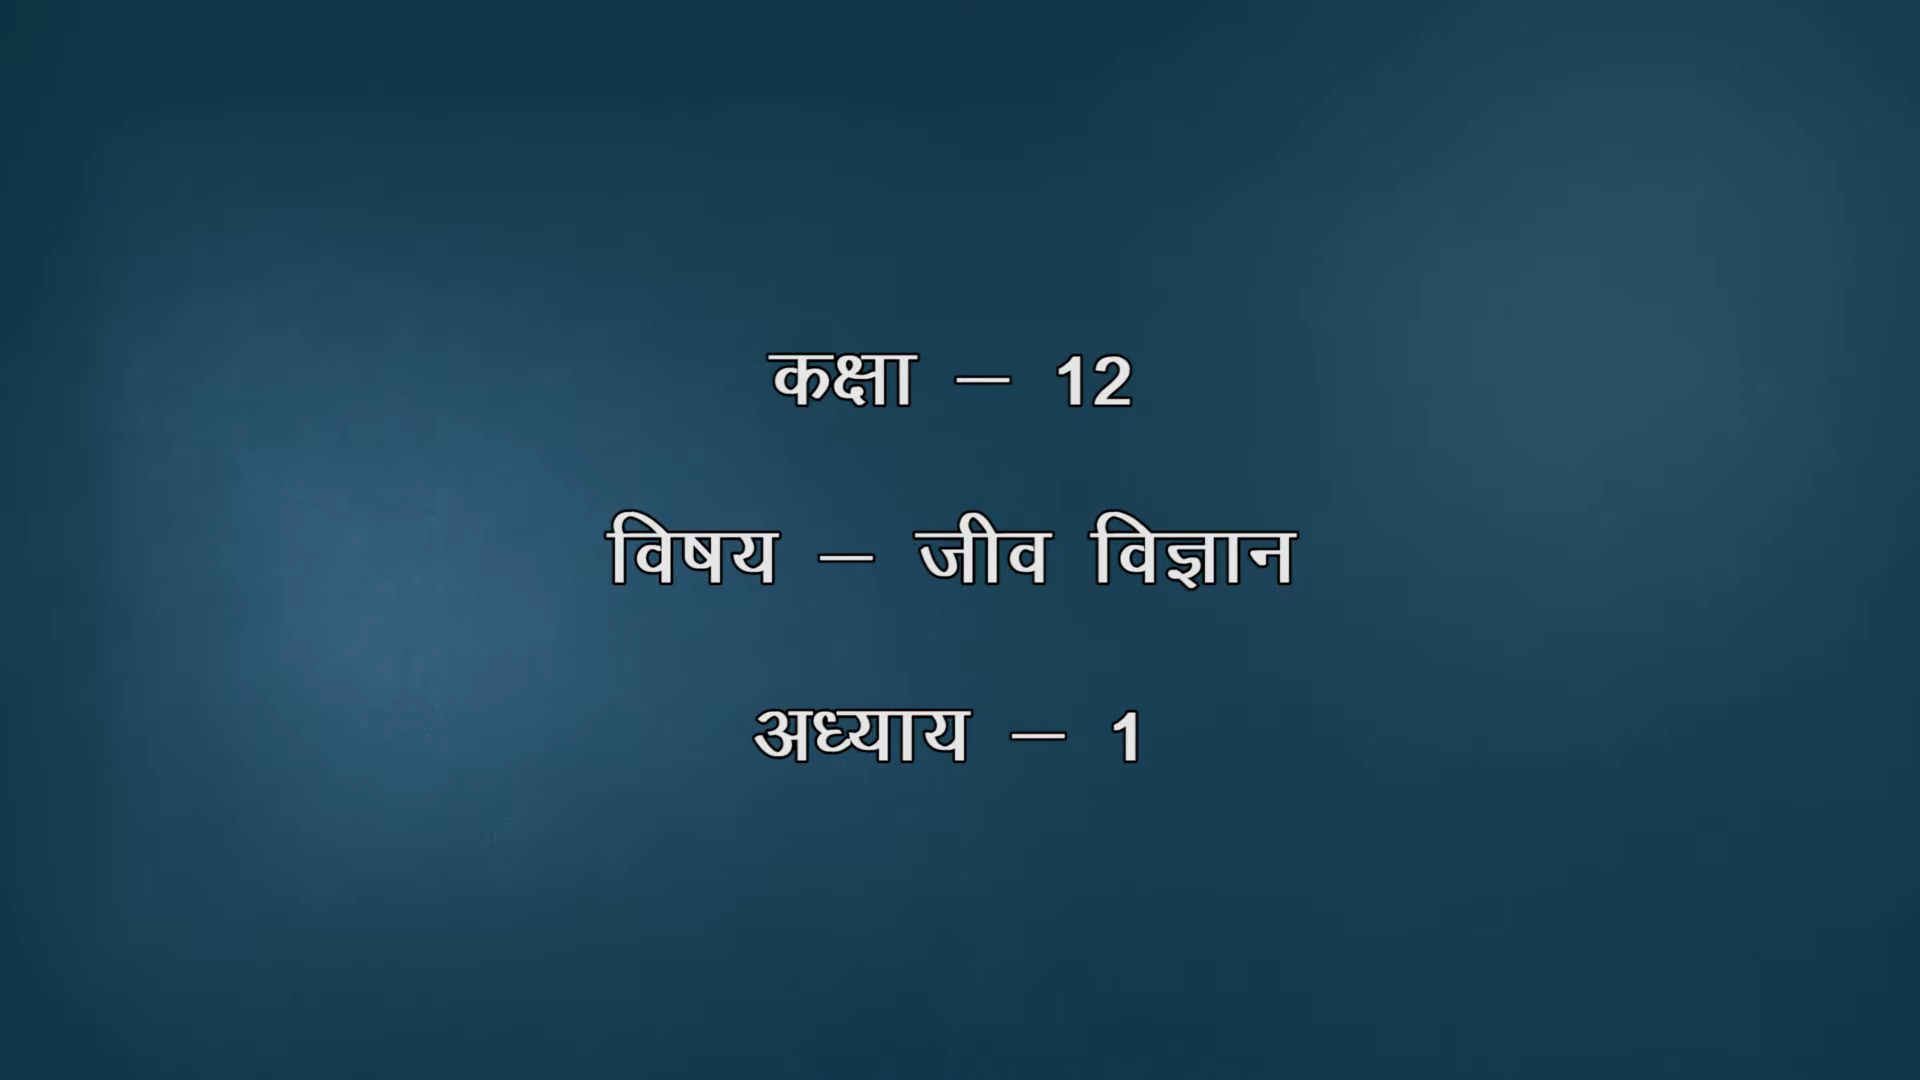 कक्षा – 12
विषय – जीव विज्ञान
अध्याय – 1